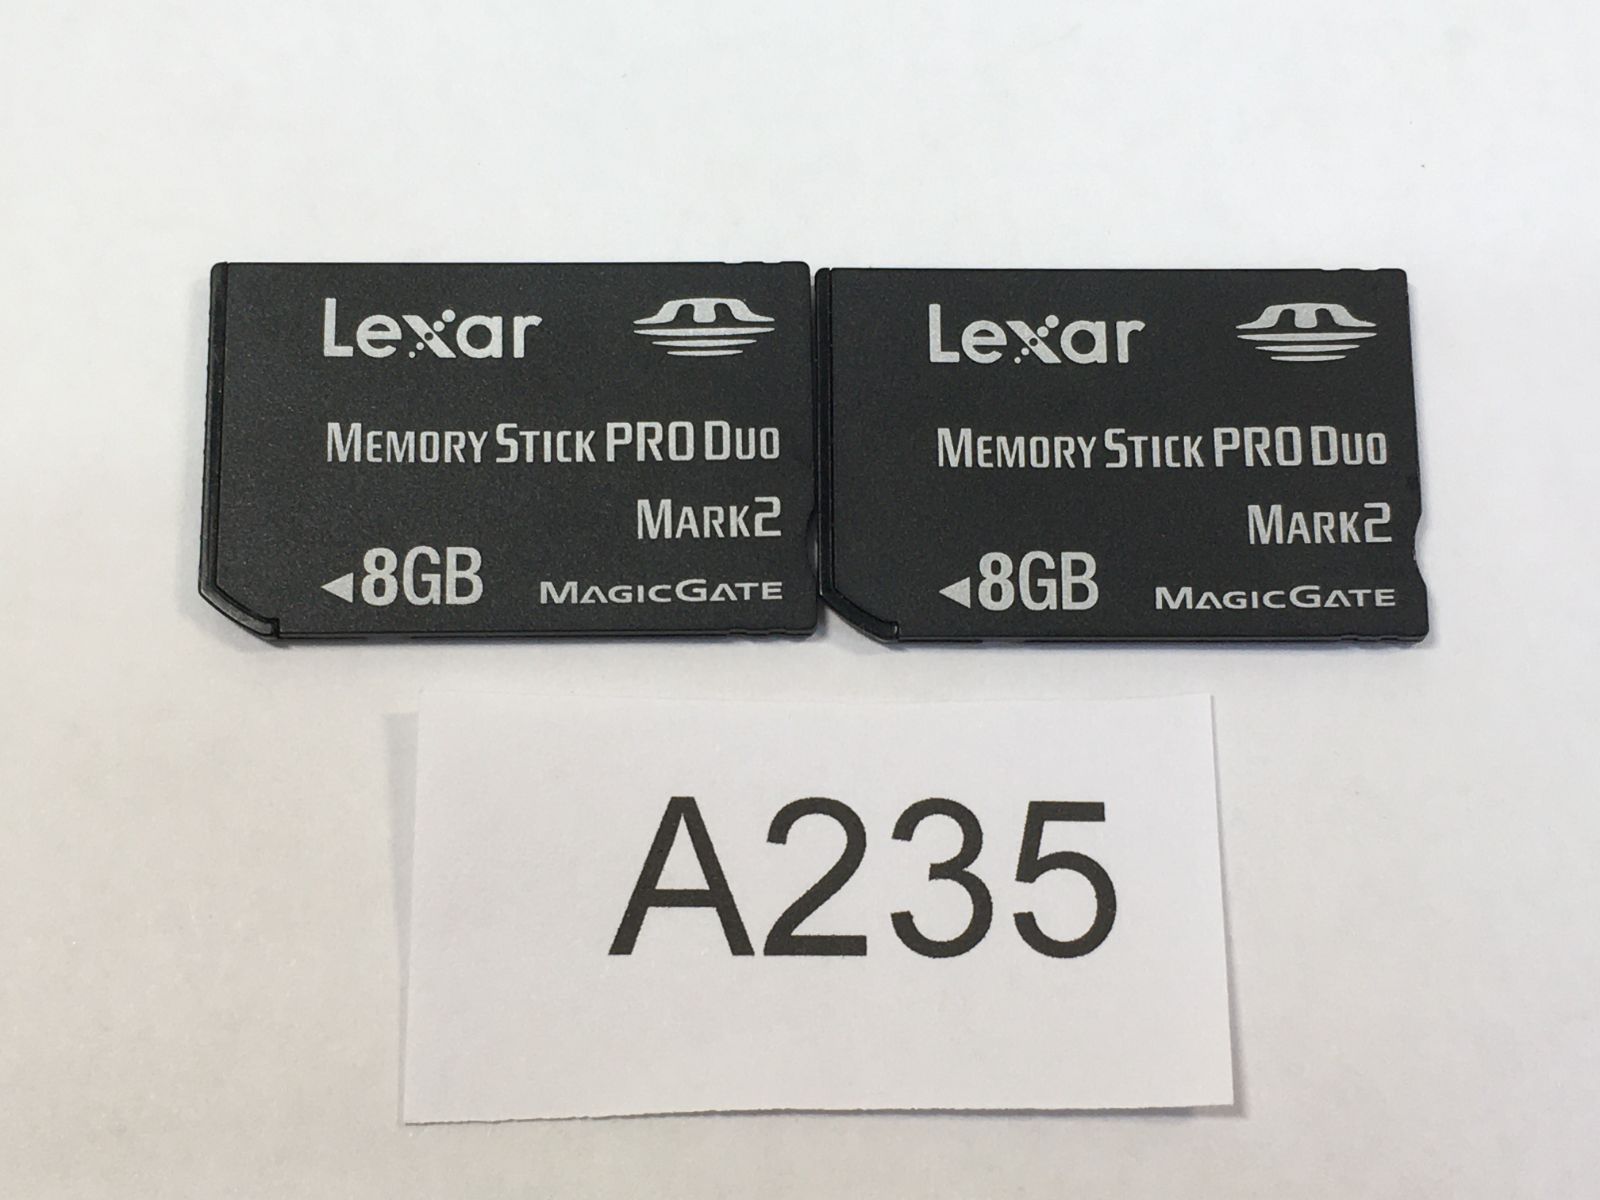 Lexar
MEMORY STICK PRO DUO
MARK2
◄8GB MAGICGATE
Lexar
MEMORY STICK PRO DUO
MARK2
◄8GB MAGICGATE
A235